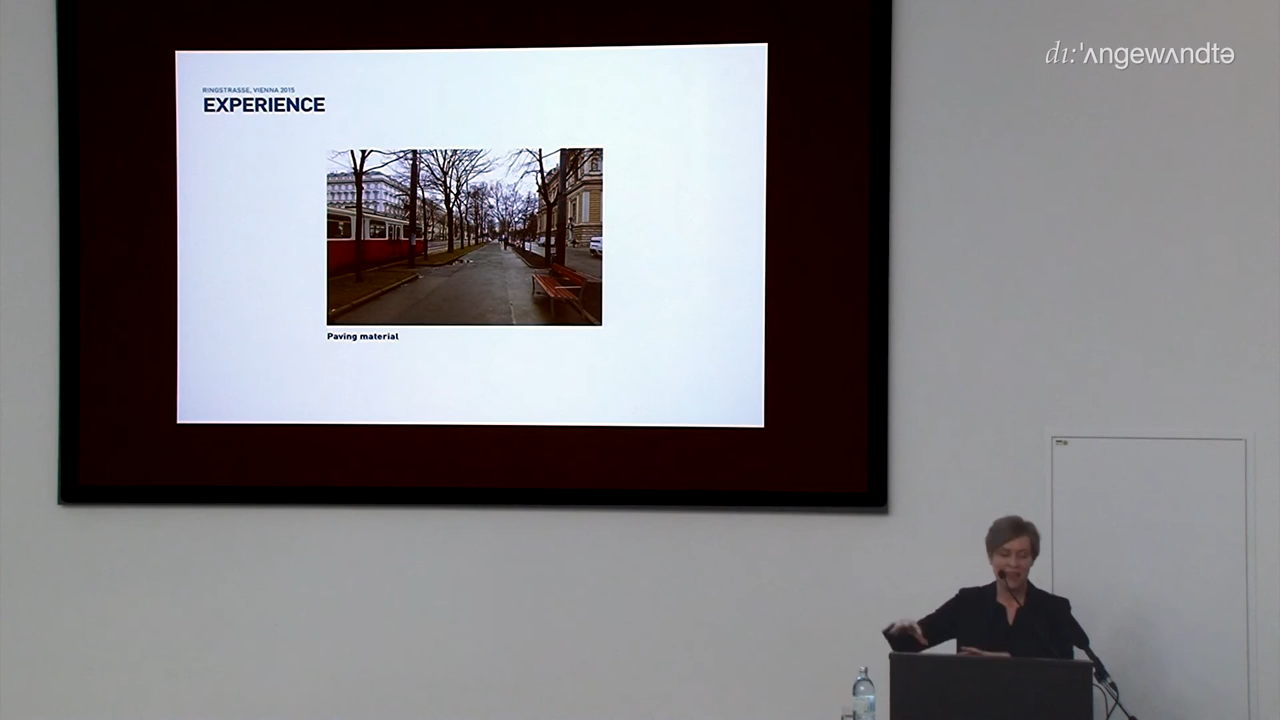 RINGSTRASSE, VIENNA 2015
EXPERIENCE
Paving material
dı:'ʌngewʌndtə